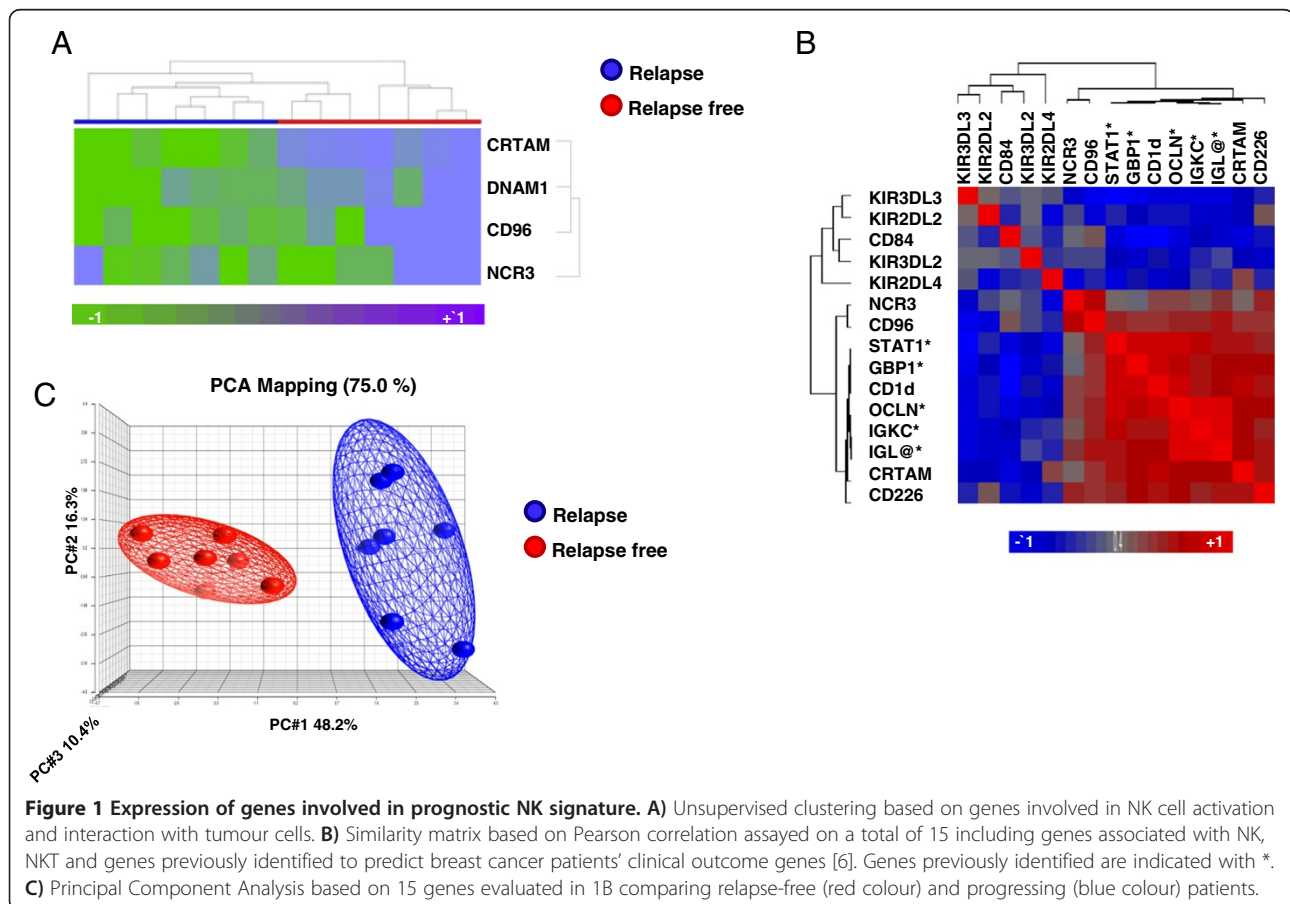 A
Relapse
Relapse free
CRTAM
DNAM1
CD96
NCR3
-1
+`1
B
KIR3DL3
KIR2DL2
CD84
KIR3DL2
KIR2DL4
NCR3
CD96
STAT1*
GBP1*
CD1d
OCLN*
IGKC*
IGL@*
CRTAM
CD226
KIR3DL3
KIR2DL2
CD84
KIR3DL2
KIR2DL4
NCR3
CD96
STAT1*
GBP1*
CD1d
OCLN*
IGKC*
IGL@*
CRTAM
CD226
-`1
+1
C
PCA Mapping (75.0 %)
PC#2 16.3%
PC#1 48.2%
PC#3 10.4%
Relapse
Relapse free
Figure 1 Expression of genes involved in prognostic NK signature. A) Unsupervised clustering based on genes involved in NK cell activation
and interaction with tumour cells. B) Similarity matrix based on Pearson correlation assayed on a total of 15 including genes associated with NK,
NKT and genes previously identified to predict breast cancer patients’ clinical outcome genes [6]. Genes previously identified are indicated with *.
C) Principal Component Analysis based on 15 genes evaluated in 1B comparing relapse-free (red colour) and progressing (blue colour) patients.